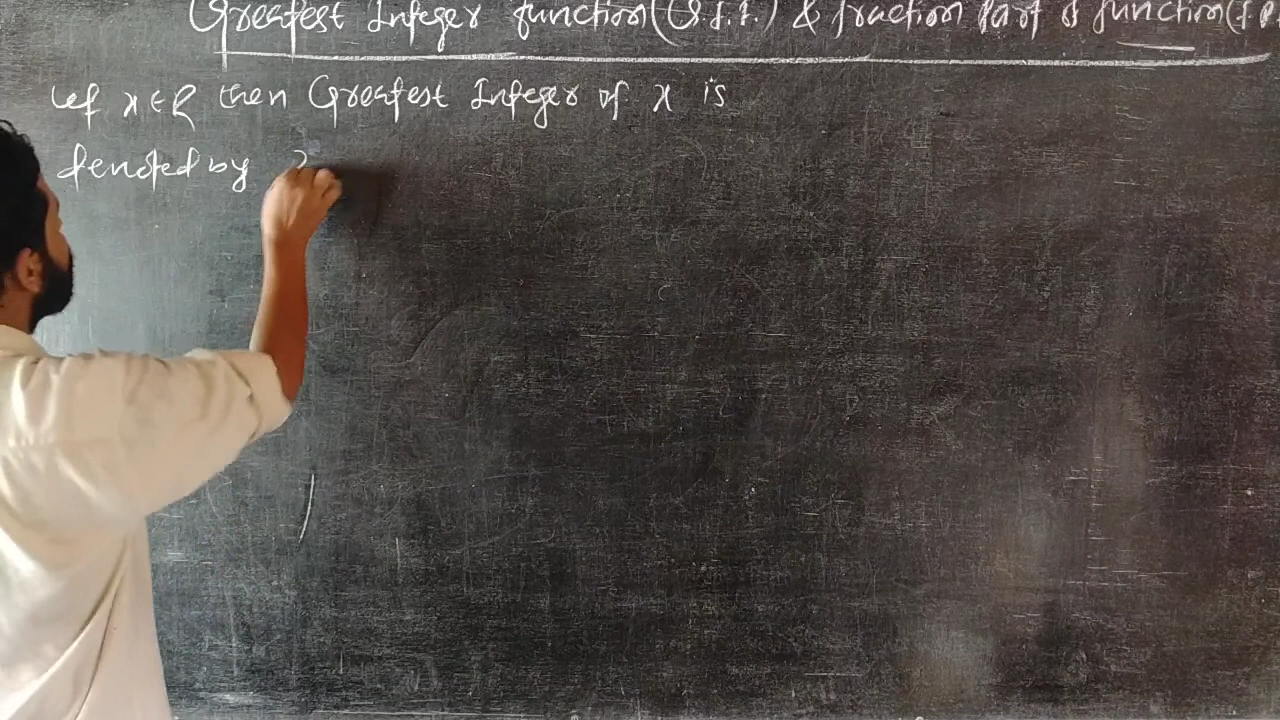 Greatest Integer function(G.I.F.) & fraction Part of function(F.P
Let x ∈ R then Greatest Integer of x is
denoted by